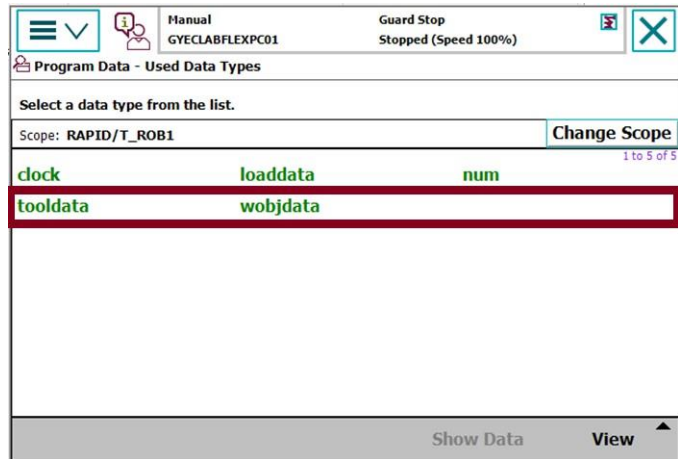 Manual Guard Stop
GYECLABFLEXPC01 Stopped (Speed 100%)
Program Data - Used Data Types
Select a data type from the list.
Scope: RAPID/T_ROB1 Change Scope
1 to 5 of 5
clock loaddata num
tooldata wobjdata
Show Data View